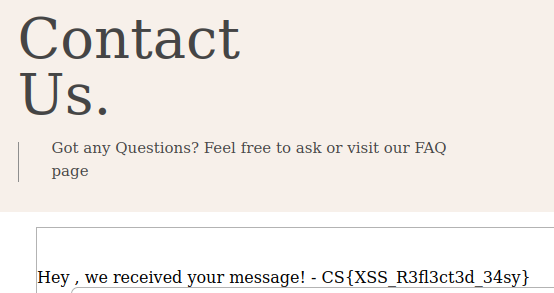 Contact
Us.
Got any Questions? Feel free to ask or visit our FAQ
page
Hey , we received your message! - CS{XSS_R3fl3ct3d_34sy}